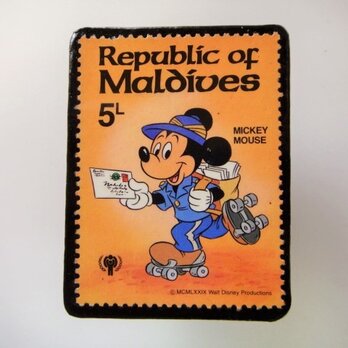 Republic of
Maldives
5L
MICKEY
MOUSE
© MCMLXXIX Walt Disney Productions